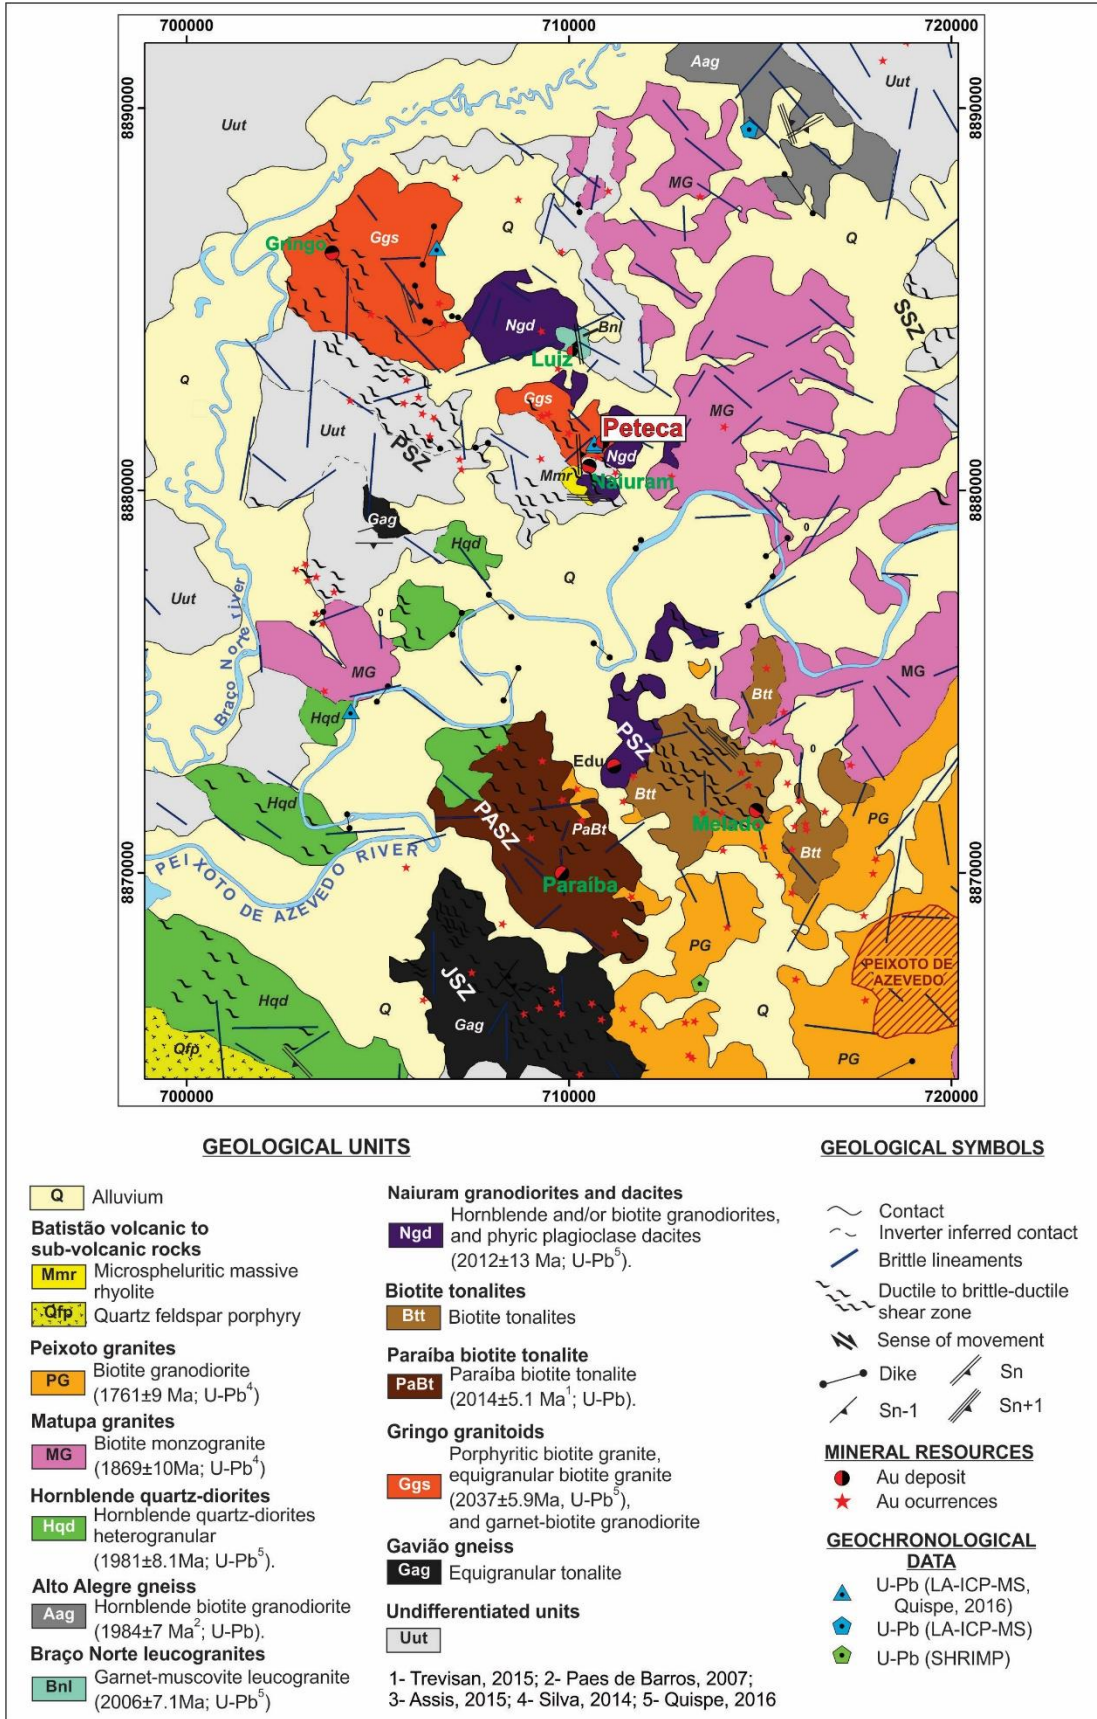 700000
710000
720000
8890000
8890000
Aag
Uut
Uut
MG
Q
Ggs
Q
Gringo
SSZ
Ngd
Bnl
Luiz
Q
Ggs
MG
Peteca
Uut
PSZ
Ngd
Mmr
Naiuram
8880000
8880000
Gag
Hqd
Q
Uut
Braço Norte river
MG
MG
Btt
Hqd
PSZ
Edu
Btt
Hqd
PASZ
PaBt
Melado
PG
Btt
PEIXOTO DE AZEVEDO RIVER
8870000
8870000
Paraíba
PG
PEIXOTO DE
AZEVEDO
JSZ
Hqd
Q
Gag
Q
Qfp
PG
PG
700000
710000
720000
GEOLOGICAL UNITS
Q Alluvium
Batistão volcanic to
sub-volcanic rocks
Mmr Microspheluritic massive
rhyolite
Qfp Quartz feldspar porphyry
Peixoto granites
PG Biotite granodiorite
(1761±9 Ma; U-Pb4)
Matupa granites
MG Biotite monzogranite
(1869±10Ma; U-Pb4)
Hornblende quartz-diorites
Hqd Hornblende quartz-diorites
heterogranular
(1981±8.1Ma; U-Pb5).
Alto Alegre gneiss
Aag Hornblende biotite granodiorite
(1984±7 Ma2; U-Pb).
Braço Norte leucogranites
Bnl Garnet-muscovite leucogranite
(2006±7.1Ma; U-Pb5)
Naiuram granodiorites and dacites
Ngd Hornblende and/or biotite granodiorites,
and phyric plagioclase dacites
(2012±13 Ma; U-Pb5).
Biotite tonalites
Btt Biotite tonalites
Paraíba biotite tonalite
PaBt Paraíba biotite tonalite
(2014±5.1 Ma1; U-Pb).
Gringo granitoids
Ggs Porphyritic biotite granite,
equigranular biotite granite
(2037±5.9Ma, U-Pb5),
and garnet-biotite granodiorite
Gavião gneiss
Gag Equigranular tonalite
Undifferentiated units
Uut
1- Trevisan, 2015; 2- Paes de Barros, 2007;
3- Assis, 2015; 4- Silva, 2014; 5- Quispe, 2016
GEOLOGICAL SYMBOLS
Contact
Inverter inferred contact
Brittle lineaments
Ductile to brittle-ductile
shear zone
Sense of movement
Dike Sn
Sn-1 Sn+1
MINERAL RESOURCES
Au deposit
Au ocurrences
GEOCHRONOLOGICAL
DATA
U-Pb (LA-ICP-MS,
Quispe, 2016)
U-Pb (LA-ICP-MS)
U-Pb (SHRIMP)